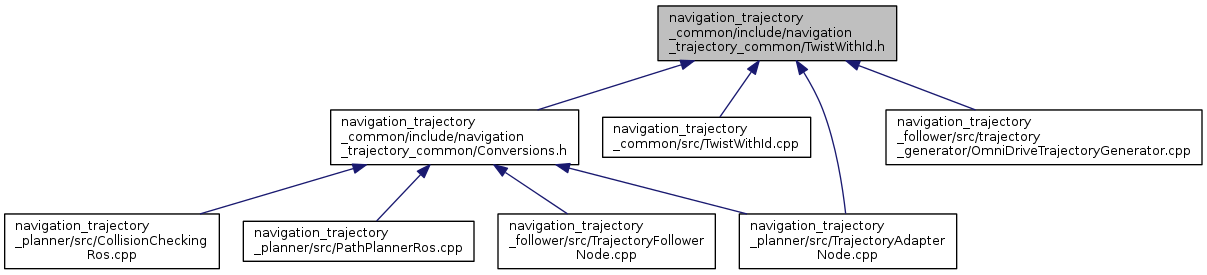 navigation_trajectory
_common/include/navigation
_trajectory_common/TwistWithId.h
navigation_trajectory
_common/include/navigation
_trajectory_common/Conversions.h
navigation_trajectory
_common/src/TwistWithId.cpp
navigation_trajectory
_follower/src/trajectory
_generator/OmniDriveTrajectoryGenerator.cpp
navigation_trajectory
_planner/src/CollisionChecking
Ros.cpp
navigation_trajectory
_planner/src/PathPlannerRos.cpp
navigation_trajectory
_follower/src/TrajectoryFollower
Node.cpp
navigation_trajectory
_planner/src/TrajectoryAdapter
Node.cpp